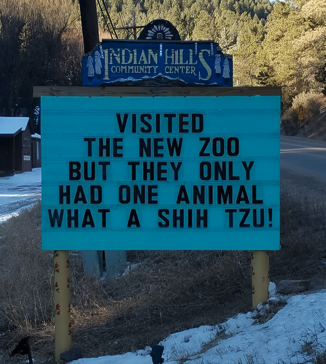 INDIAN HILLS
COMMUNITY CENTER
VISITED
THE NEW ZOO
BUT THEY ONLY
HAD ONE ANIMAL
WHAT A SHIH TZU!